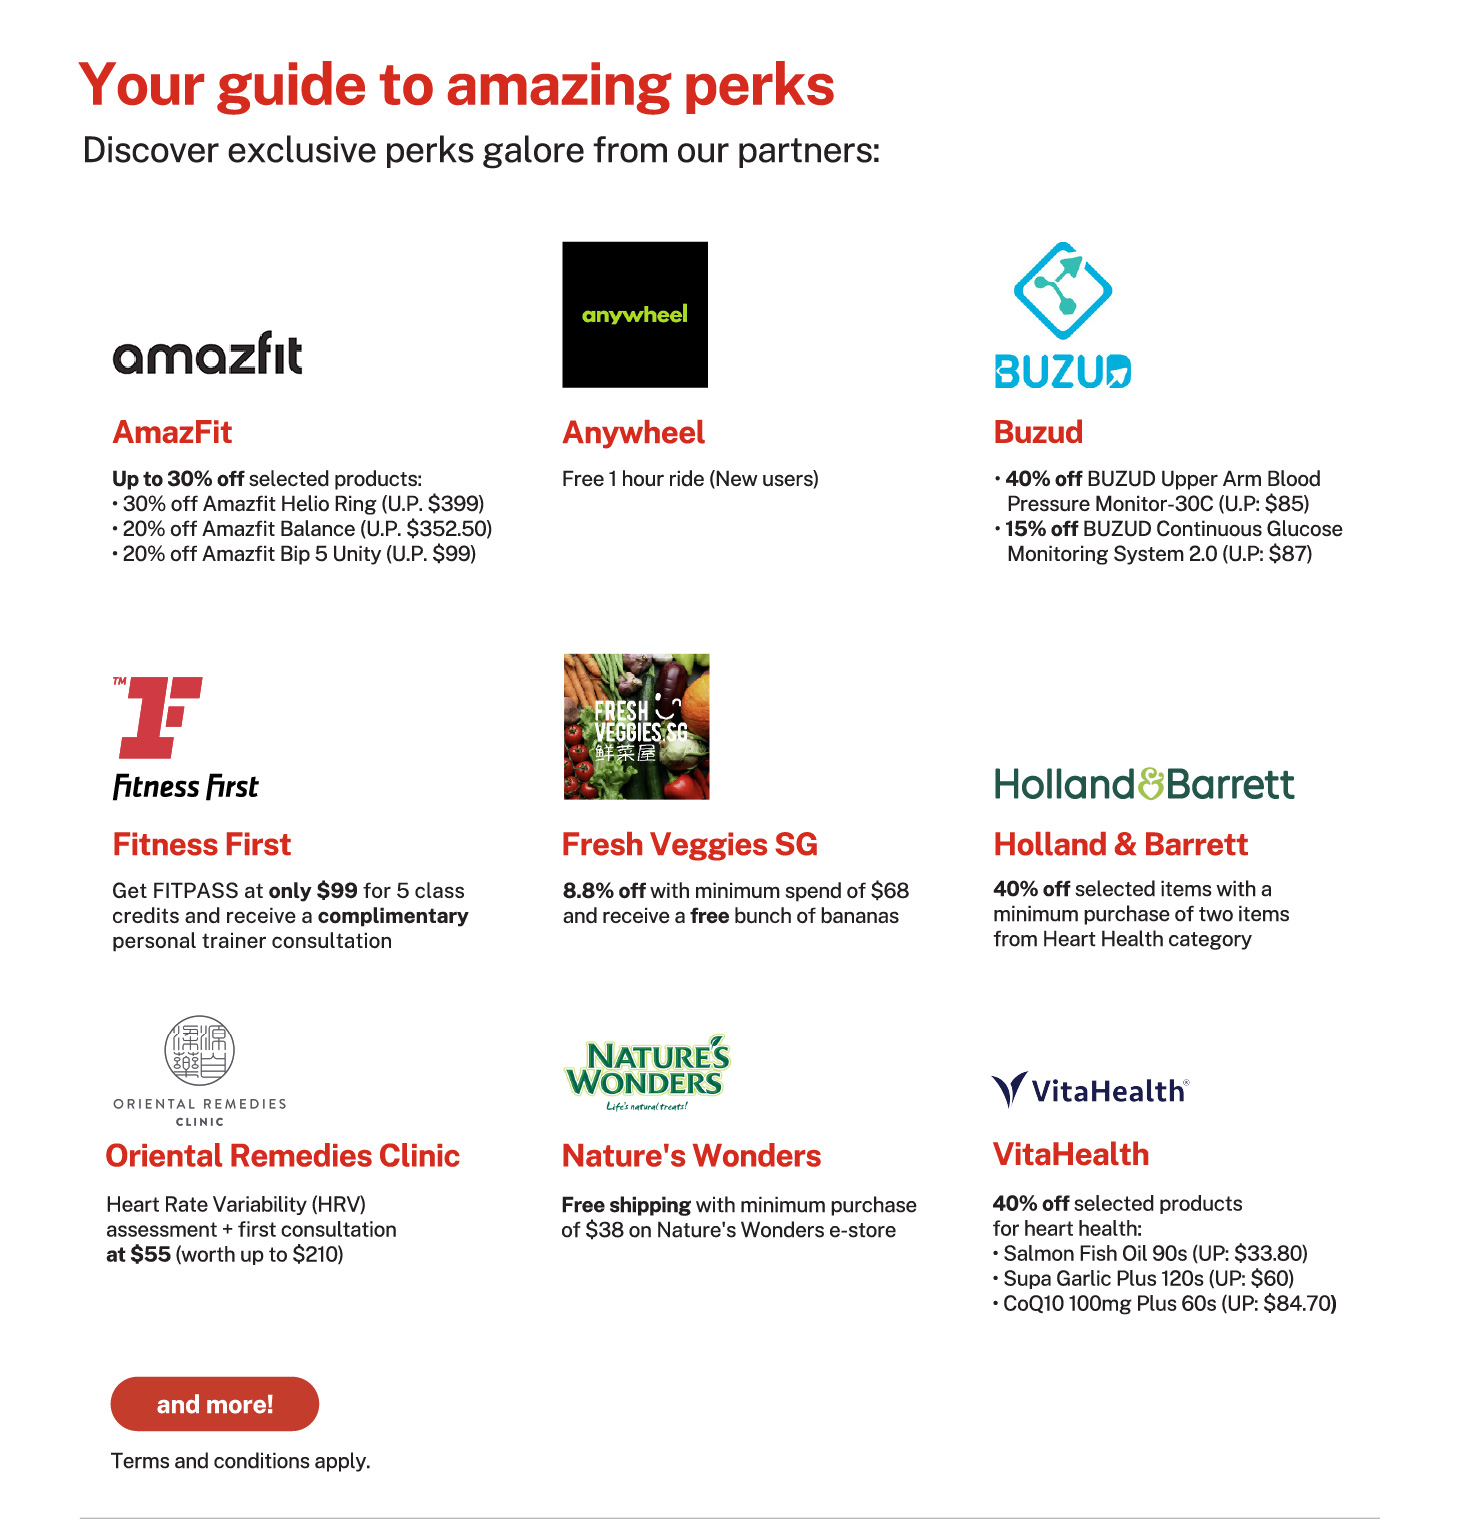 Your guide to amazing perks
Discover exclusive perks galore from our partners:
amazfit
AmazFit
Up to 30% off selected products:
• 30% off Amazfit Helio Ring (U.P. $399)
• 20% off Amazfit Balance (U.P. $352.50)
• 20% off Amazfit Bip 5 Unity (U.P. $99)
anywheel
Anywheel
Free 1 hour ride (New users)
BUZUD
Buzud
• 40% off BUZUD Upper Arm Blood
Pressure Monitor-30C (U.P: $85)
• 15% off BUZUD Continuous Glucose
Monitoring System 2.0 (U.P: $87)
TM
Fitness First
Fitness First
Get FITPASS at only $99 for 5 class
credits and receive a complimentary
personal trainer consultation
FRESH
VEGGIES.SG
鲜菜屋
Fresh Veggies SG
8.8% off with minimum spend of $68
and receive a free bunch of bananas
Holland&Barrett
Holland & Barrett
40% off selected items with a
minimum purchase of two items
from Heart Health category
ORIENTAL REMEDIES
CLINIC
Oriental Remedies Clinic
Heart Rate Variability (HRV)
assessment + first consultation
at $55 (worth up to $210)
NATURE'S
WONDERS
Life's natural treats!
Nature's Wonders
Free shipping with minimum purchase
of $38 on Nature's Wonders e-store
VitaHealth®
VitaHealth
40% off selected products
for heart health:
• Salmon Fish Oil 90s (UP: $33.80)
• Supa Garlic Plus 120s (UP: $60)
• CoQ10 100mg Plus 60s (UP: $84.70)
and more!
Terms and conditions apply.